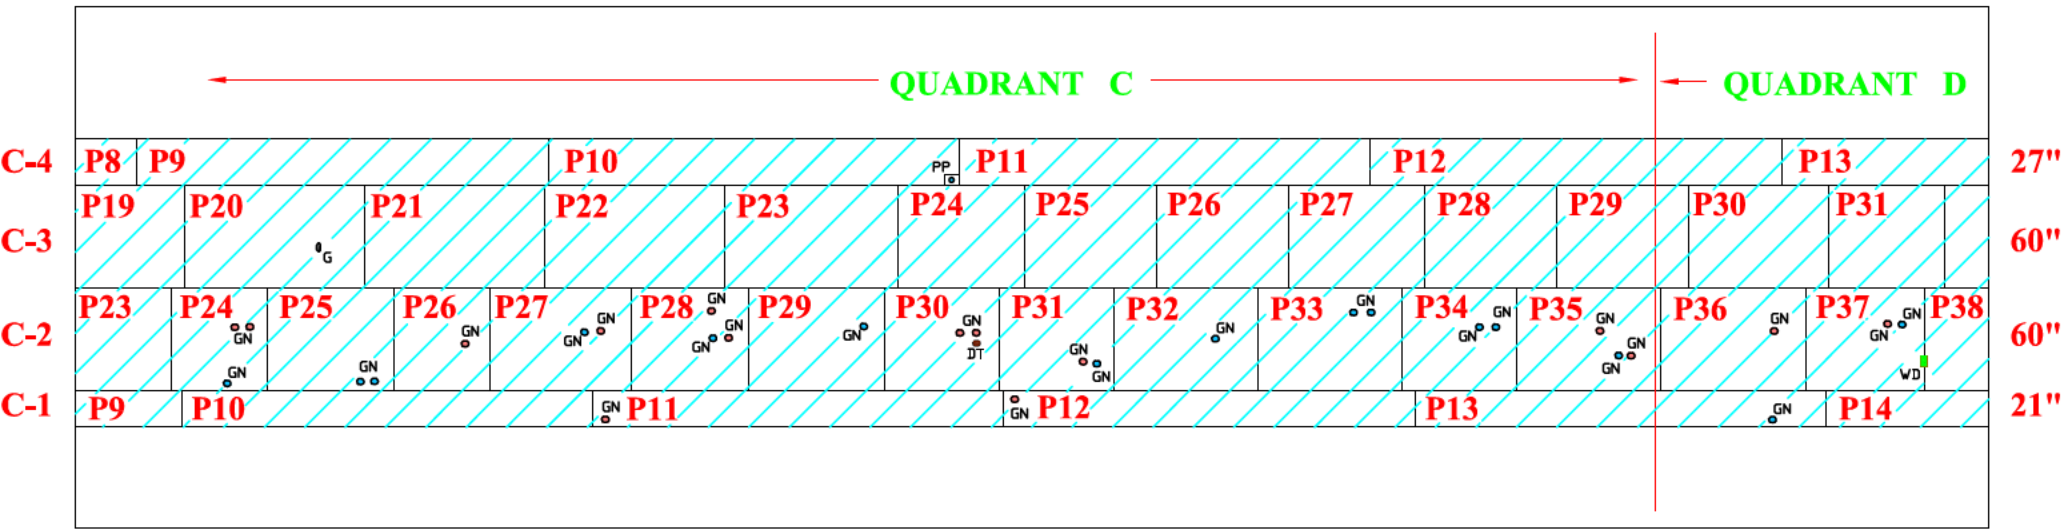 QUADRANT C QUADRANT D
C-4 P8 P9 P10 PP P11 P12 P13 27"
P19 P20 P21 P22 P23 P24 P25 P26 P27 P28 P29 P30 P31
C-3 G 60"
P23 P24 P25 P26 P27 P28 GN P29 P30 P31 P32 P33 GN GN P34 P35 P36 P37 P38
C-2 GN GN GN GN GN GN GN GN GN GN GN GN GN GN GN 60"
DT GN GN GN
GN GN GN GN WD
C-1 P9 P10 GN P11 GN P12 P13 GN P14 21"